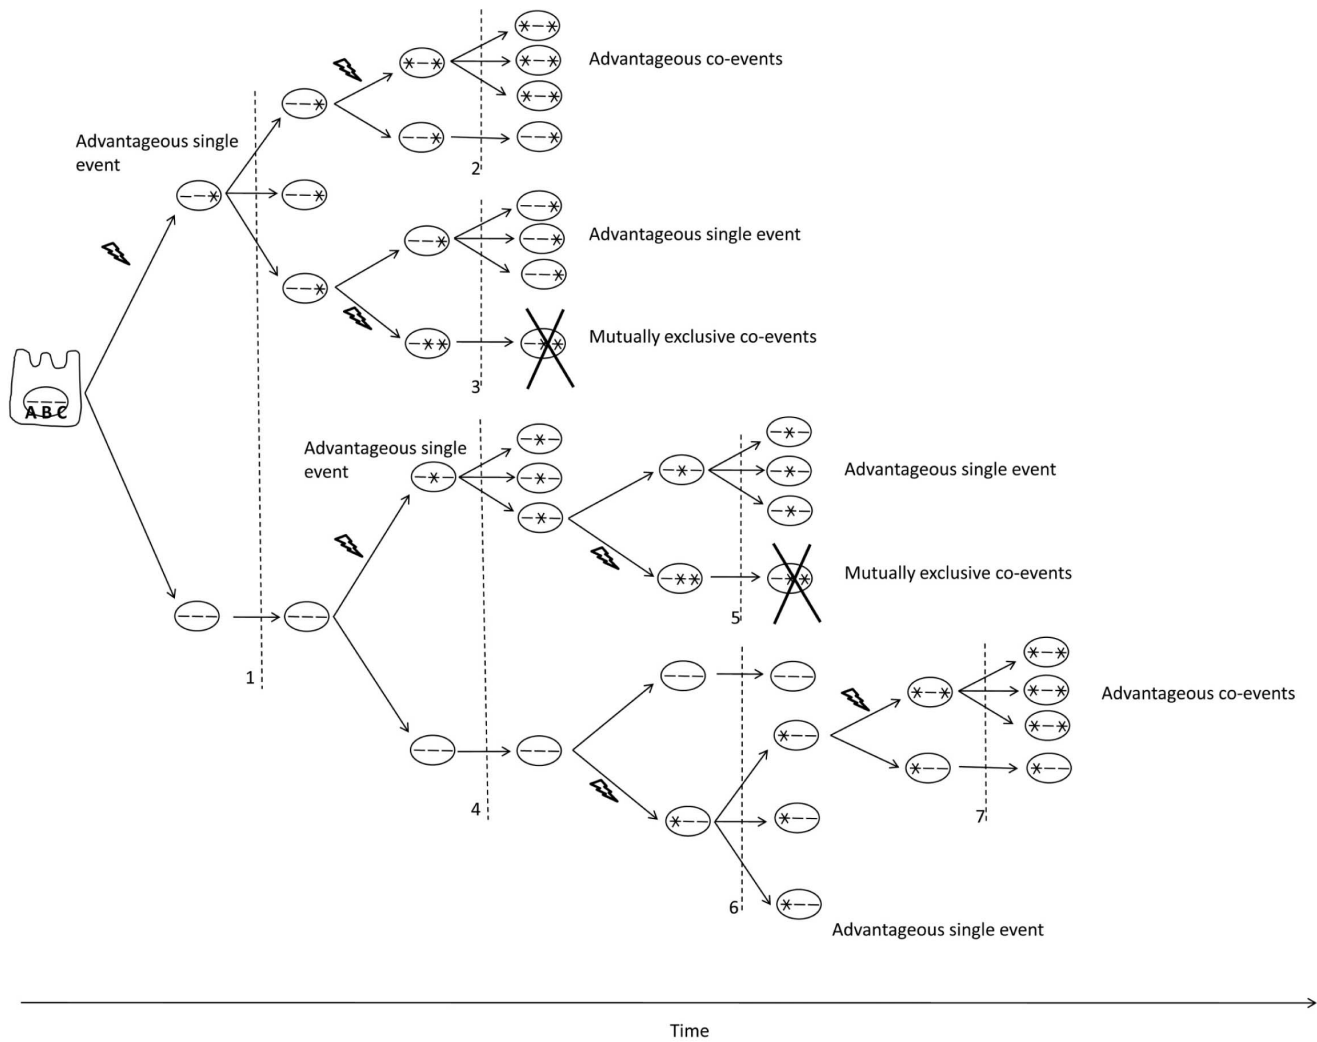 Advantageous co-events
Advantageous single
event
2
Advantageous single event
Mutually exclusive co-events
3
A B C
Advantageous single
event
Advantageous single event
Mutually exclusive co-events
5
1
Advantageous co-events
4
7
6
Advantageous single event
Time